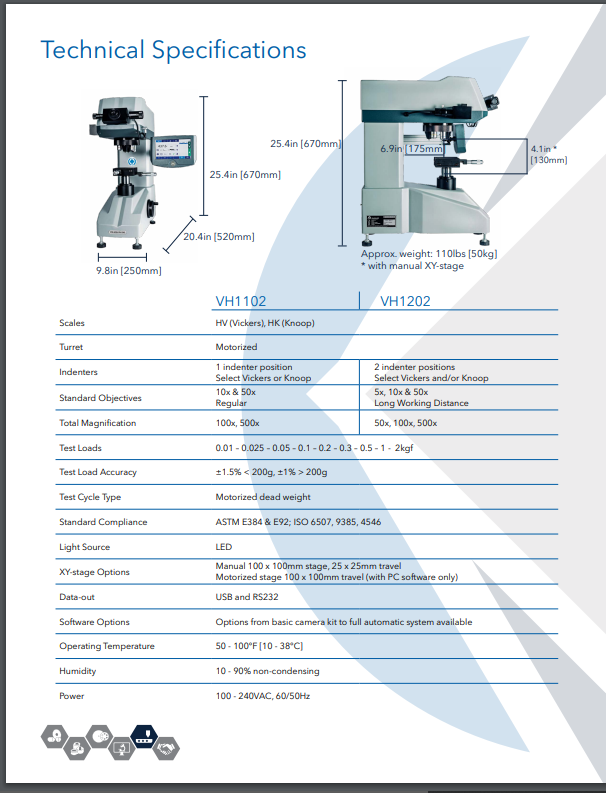 Technical Specifications
25.4in [670mm]
20.4in [520mm]
9.8in [250mm]
25.4in [670mm]
6.9in [175mm]
4.1in *
[130mm]
Approx. weight: 110lbs [50kg]
* with manual XY-stage
VH1102 VH1202
Scales HV (Vickers), HK (Knoop)
Turret Motorized
Indenters
1 indenter position
Select Vickers or Knoop
2 indenter positions
Select Vickers and/or Knoop
Standard Objectives
10x & 50x
Regular
5x, 10x & 50x
Long Working Distance
Total Magnification 100x, 500x 50x, 100x, 500x
Test Loads 0.01 - 0.025 - 0.05 - 0.1 - 0.2 - 0.3 - 0.5 - 1 - 2kgf
Test Load Accuracy ±1.5% < 200g, ±1% > 200g
Test Cycle Type Motorized dead weight
Standard Compliance ASTM E384 & E92; ISO 6507, 9385, 4546
Light Source LED
XY-stage Options
Manual 100 x 100mm stage, 25 x 25mm travel
Motorized stage 100 x 100mm travel (with PC software only)
Data-out USB and RS232
Software Options Options from basic camera kit to full automatic system available
Operating Temperature 50 - 100°F [10 - 38°C]
Humidity 10 - 90% non-condensing
Power 100 - 240VAC, 60/50Hz